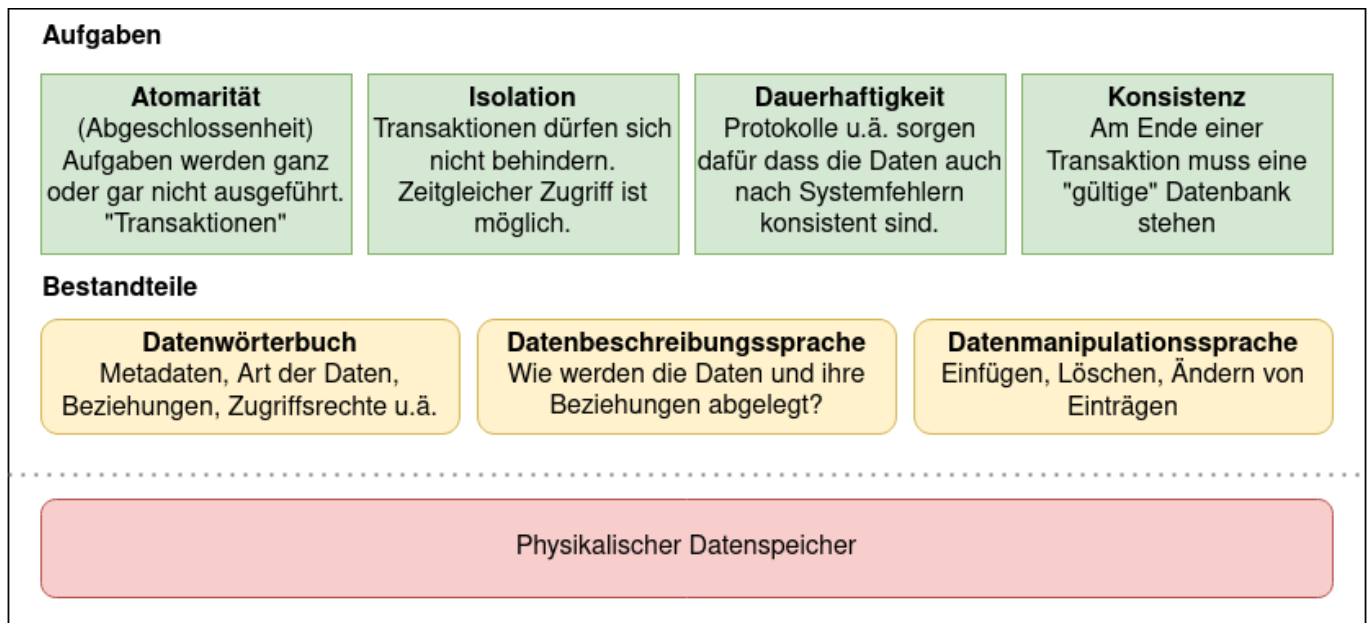 Aufgaben
Atomarität
(Abgeschlossenheit)
Aufgaben werden ganz
oder gar nicht ausgeführt.
"Transaktionen"
Isolation
Transaktionen dürfen sich
nicht behindern.
Zeitgleicher Zugriff ist
möglich.
Dauerhaftigkeit
Protokolle u.ä. sorgen
dafür dass die Daten auch
nach Systemfehlern
konsistent sind.
Konsistenz
Am Ende einer
Transaktion muss eine
"gültige" Datenbank
stehen
Bestandteile
Datenwörterbuch
Metadaten, Art der Daten,
Beziehungen, Zugriffsrechte u.ä.
Datenbeschreibungssprache
Wie werden die Daten und ihre
Beziehungen abgelegt?
Datenmanipulationssprache
Einfügen, Löschen, Ändern von
Einträgen
Physikalischer Datenspeicher